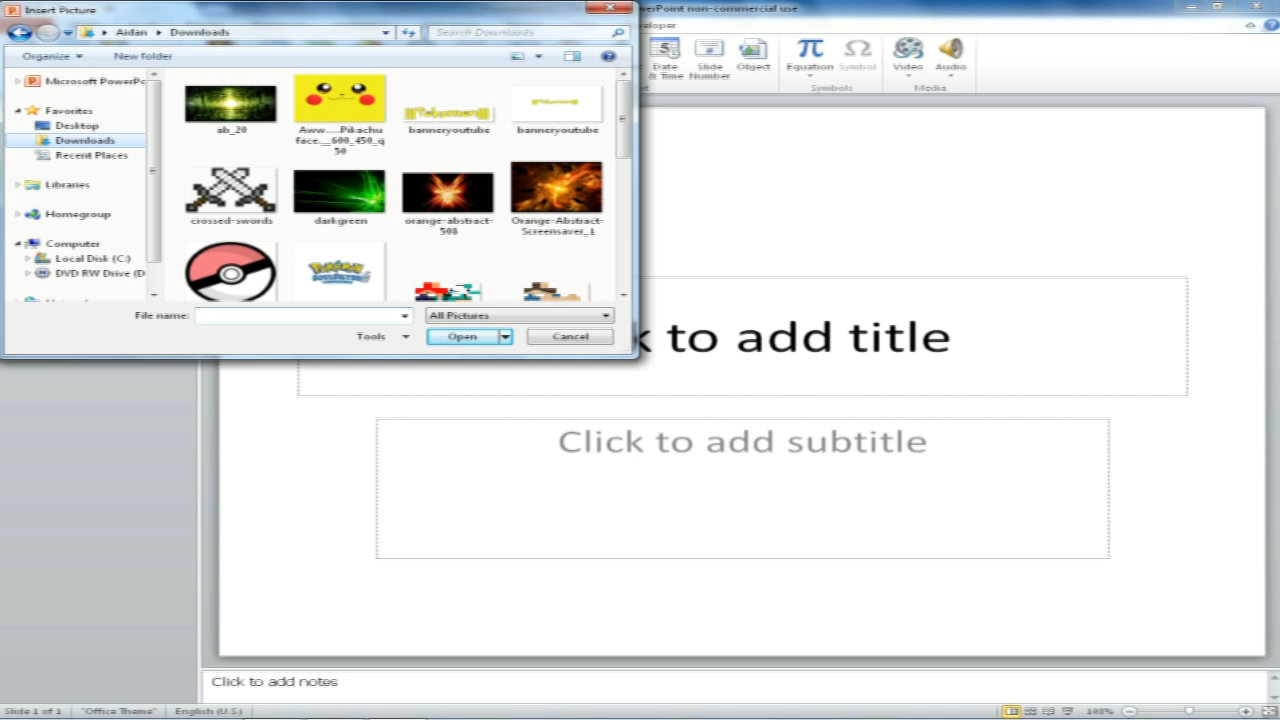 Insert Picture
PowerPoint non-commercial use
Aidan
Downloads
Search Downloads
Organize
New folder
Date & Time
Slide Number
Object
Equation
Symbol
Video
Audio
Symbols
Media
Microsoft PowerPo
Favorites
Desktop
Downloads
Recent Places
Libraries
Homegroup
Computer
Local Disk (C:)
DVD RW Drive (D
ab_20
Aww.....Pikachu
face.__600_450_q
50
banneryoutube
banneryoutube
crossed-swords
darkgreen
orange-abstract-
508
Orange-Abstract-
Screensaver_1
File name:
All Pictures
Tools
Open
Cancel
k to add title
Click to add subtitle
Click to add notes
Slide 1 of 1
"Office Theme"
English (U.S.)
100%